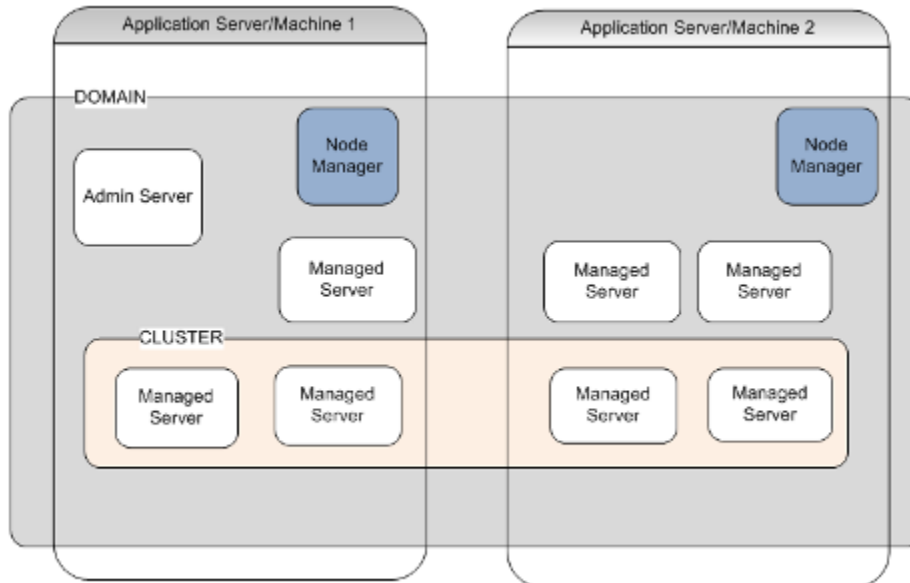 Application Server/Machine 1
Application Server/Machine 2
DOMAIN
Node
Manager
Node
Manager
Admin Server
Managed
Server
Managed
Server
Managed
Server
CLUSTER
Managed
Server
Managed
Server
Managed
Server
Managed
Server